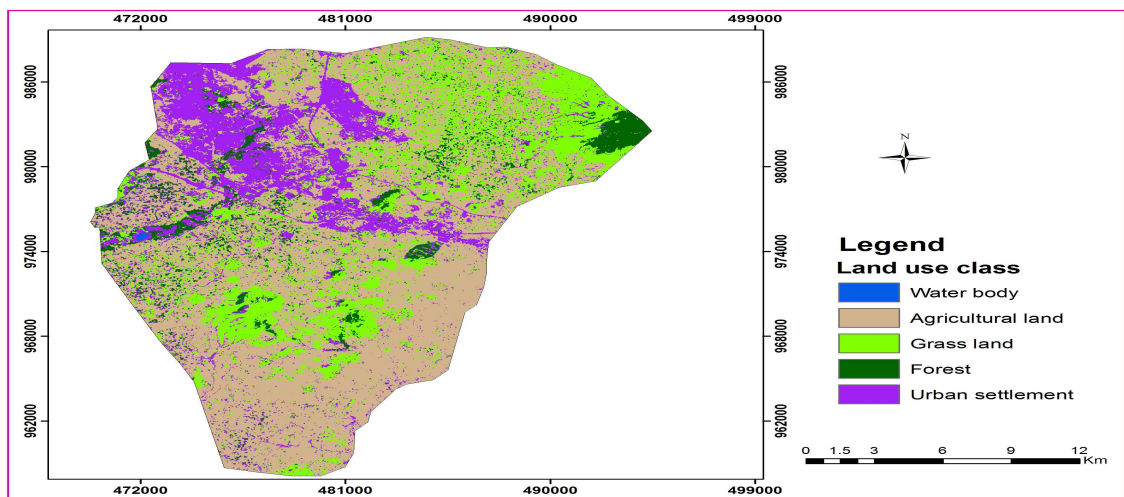 472000 481000 490000 499000
986000 986000
980000 980000
974000 974000
968000 968000
962000 962000
472000 481000 490000 499000
N
Legend
Land use class
Water body
Agricultural land
Grass land
Forest
Urban settlement
0 1.5 3 6 9 12
Km